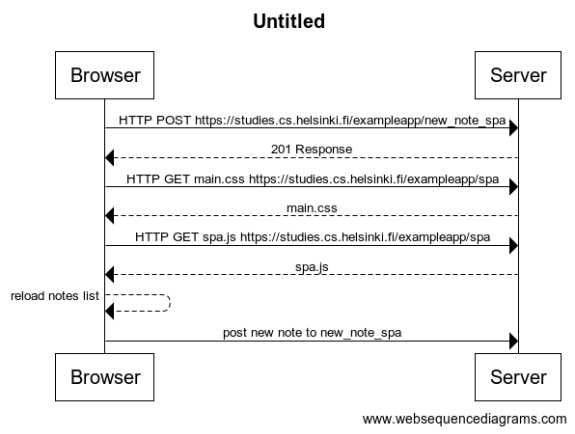 Untitled
Browser Server
HTTP POST https://studies.cs.helsinki.fi/exampleapp/new_note_spa
201 Response
HTTP GET main.css https://studies.cs.helsinki.fi/exampleapp/spa
main.css
HTTP GET spa.js https://studies.cs.helsinki.fi/exampleapp/spa
spa.js
reload notes list
post new note to new_note_spa
Browser Server
www.websequencediagrams.com